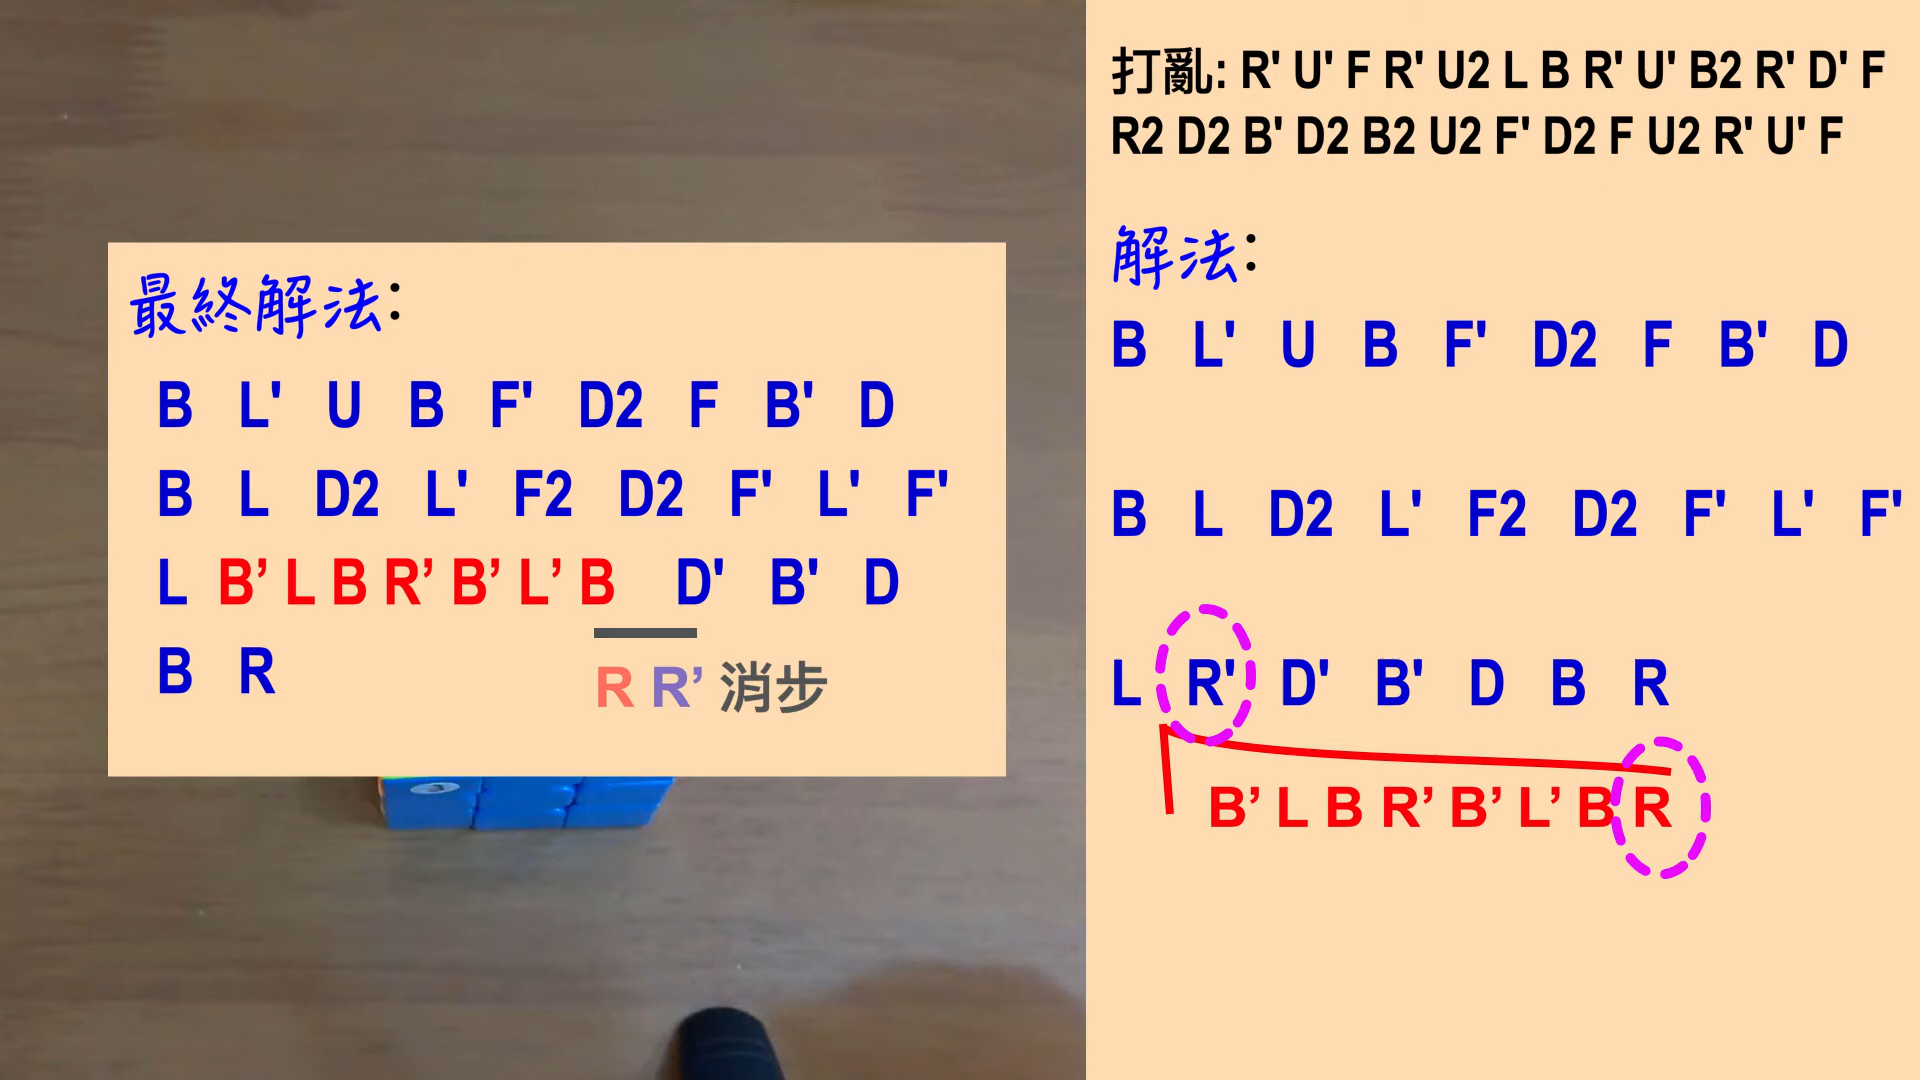 最終解法:
B L' U B F' D2 F B' D
B L D2 L' F2 D2 F' L' F'
L B’ L B R’ B’ L’ B D' B' D
R R’ 消步
B R
打亂: R' U' F R' U2 L B R' U' B2 R' D' F
R2 D2 B' D2 B2 U2 F' D2 F U2 R' U' F
解法:
B L' U B F' D2 F B' D
B L D2 L' F2 D2 F' L' F'
L R' D' B' D B R
B’ L B R’ B’ L’ B R